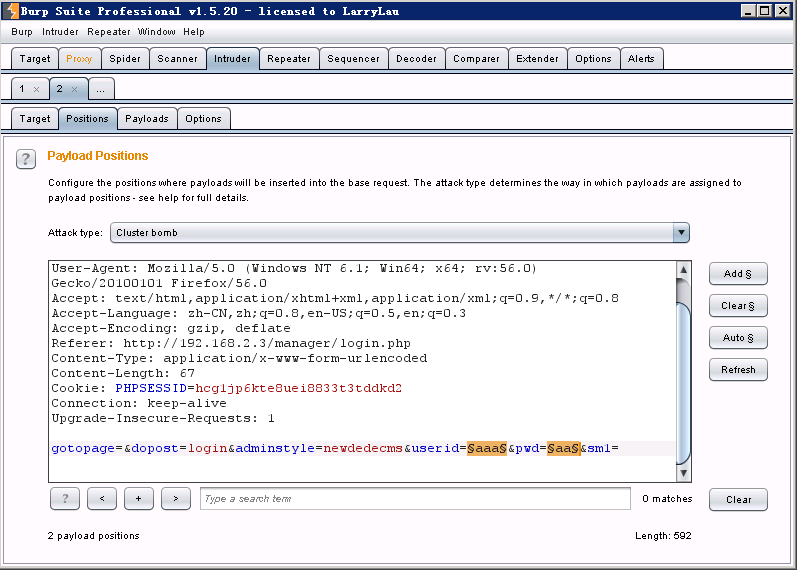 Burp Suite Professional v1.5.20 - licensed to LarryLau
Burp Intruder Repeater Window Help
Target Proxy Spider Scanner Intruder Repeater Sequencer Decoder Comparer Extender Options Alerts
1 × 2 × ...
Target Positions Payloads Options
? Payload Positions
Configure the positions where payloads will be inserted into the base request. The attack type determines the way in which payloads are assigned to
payload positions - see help for full details.
Attack type: Cluster bomb
User-Agent: Mozilla/5.0 (Windows NT 6.1; Win64; x64; rv:56.0)
Gecko/20100101 Firefox/56.0
Accept: text/html,application/xhtml+xml,application/xml;q=0.9,*/*;q=0.8
Accept-Language: zh-CN,zh;q=0.8,en-US;q=0.5,en;q=0.3
Accept-Encoding: gzip, deflate
Referer: http://192.168.2.3/manager/login.php
Content-Type: application/x-www-form-urlencoded
Content-Length: 67
Cookie: PHPSESSID=hcg1jp6kte8uei8833t3tddkd2
Connection: keep-alive
Upgrade-Insecure-Requests: 1
gotopage=&dopost=login&adminstyle=newdedecms&userid=§aaa§&pwd=§aa§&sm1=
Add §
Clear §
Auto §
Refresh
? < + > Type a search term 0 matches Clear
2 payload positions Length: 592